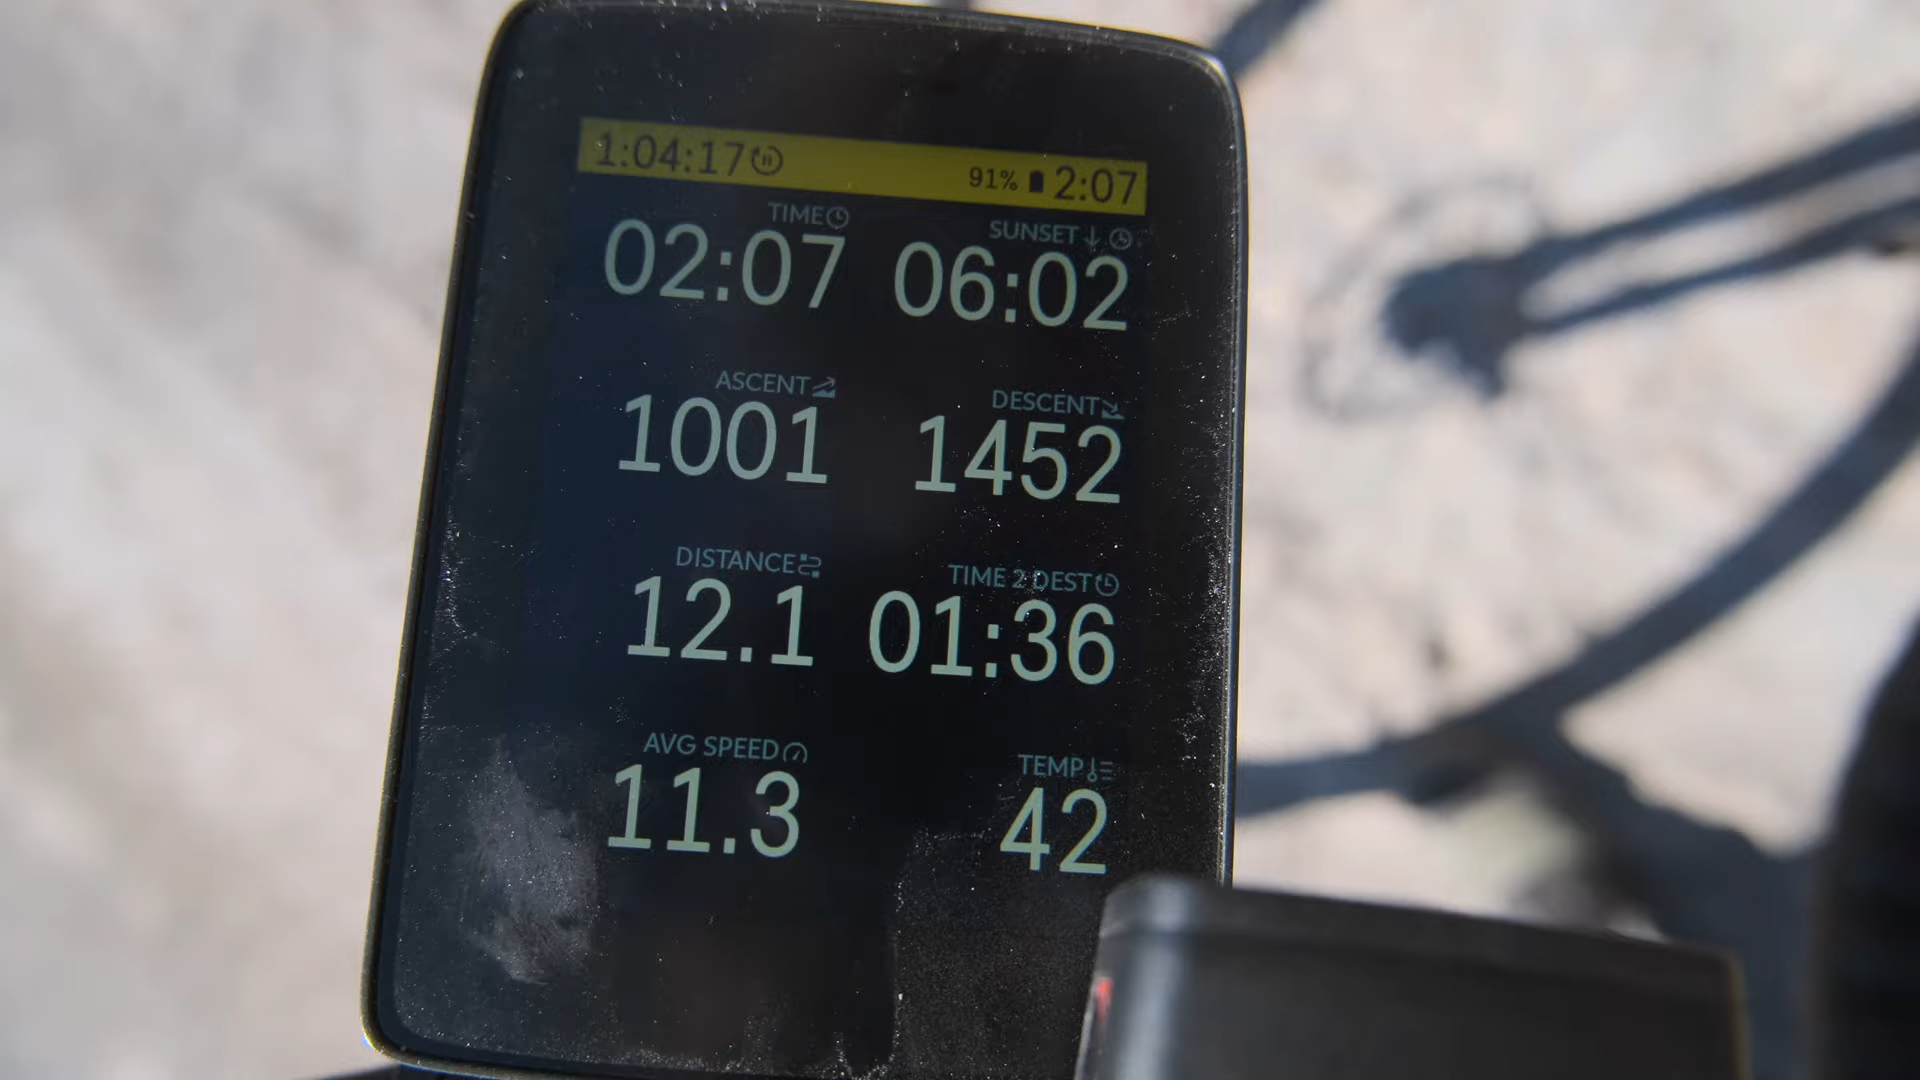 1:04:17 91% 2:07
TIME SUNSET
02:07 06:02
ASCENT DESCENT
1001 1452
DISTANCE TIME 2 DEST
12.1 01:36
AVG SPEED TEMP
11.3 42